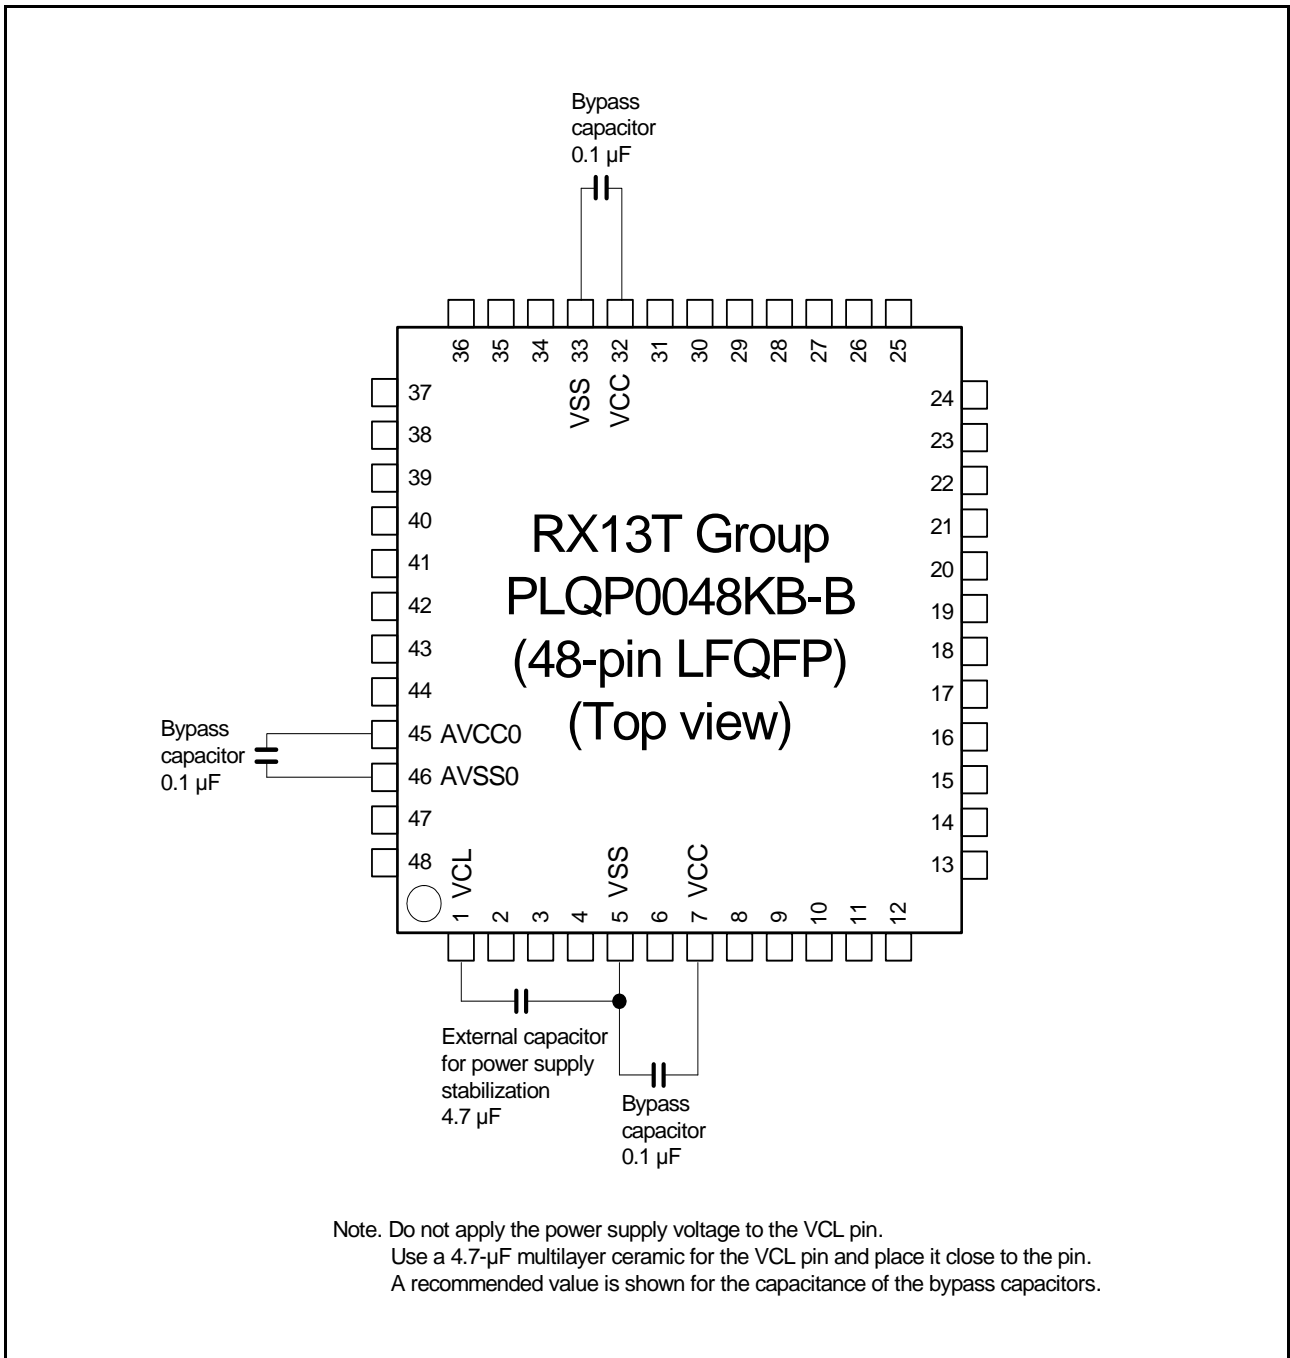 Bypass
capacitor
0.1 µF
36
35
34
33
32
31
30
29
28
27
26
25
VSS
VCC
37
38
39
40
41
42
43
44
45 AVCC0
46 AVSS0
47
48
24
23
22
21
20
19
18
17
16
15
14
13
RX13T Group
PLQP0048KB-B
(48-pin LFQFP)
(Top view)
Bypass
capacitor
0.1 µF
VCL
VSS
VCC
1
2
3
4
5
6
7
8
9
10
11
12
External capacitor
for power supply
stabilization
4.7 µF
Bypass
capacitor
0.1 µF
Note. Do not apply the power supply voltage to the VCL pin.
Use a 4.7-µF multilayer ceramic for the VCL pin and place it close to the pin.
A recommended value is shown for the capacitance of the bypass capacitors.